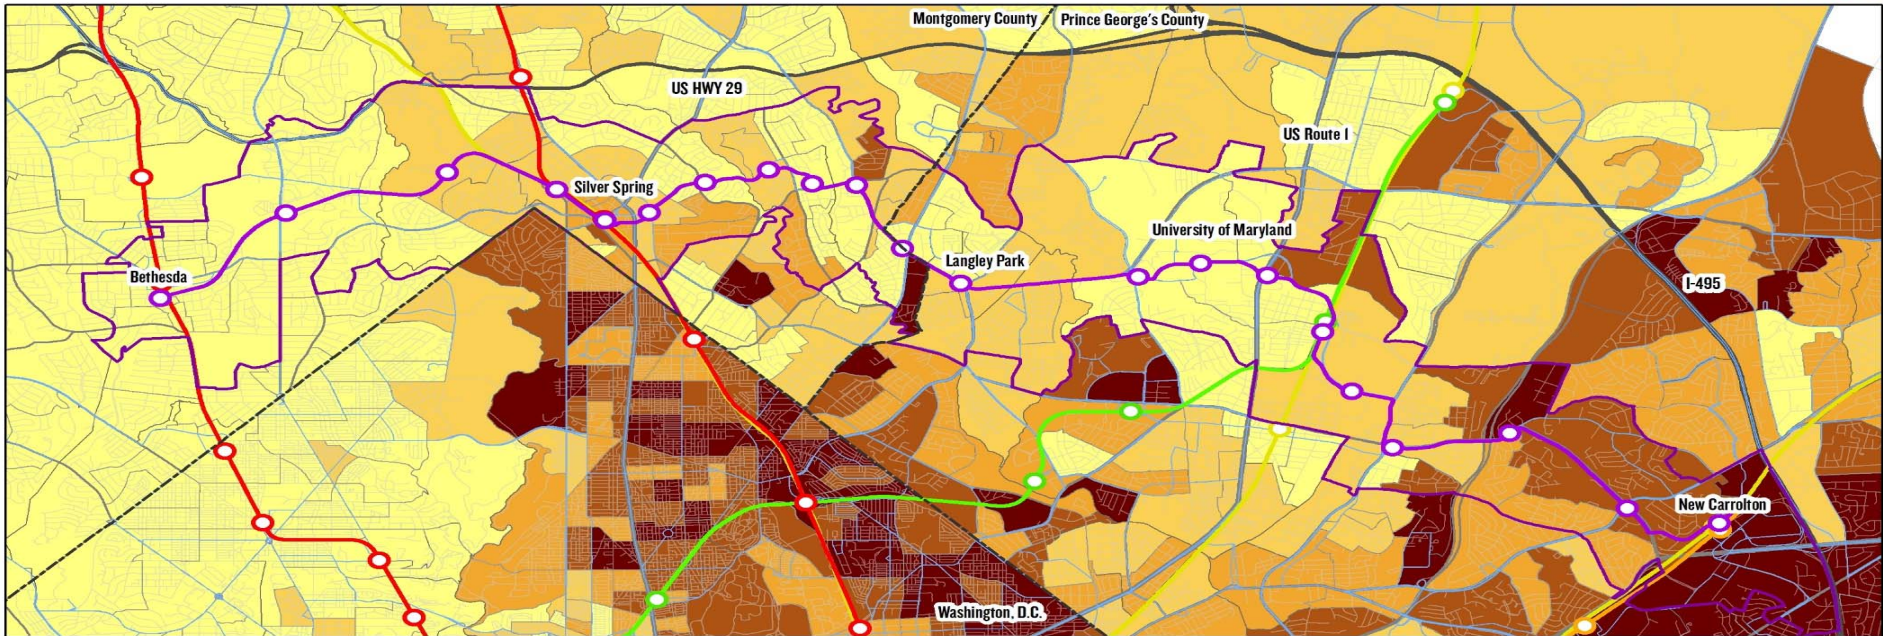 Montgomery County
Prince George's County
US HWY 29
US Route 1
Silver Spring
University of Maryland
Langley Park
Bethesda
I-495
New Carrolton
Washington, D.C.